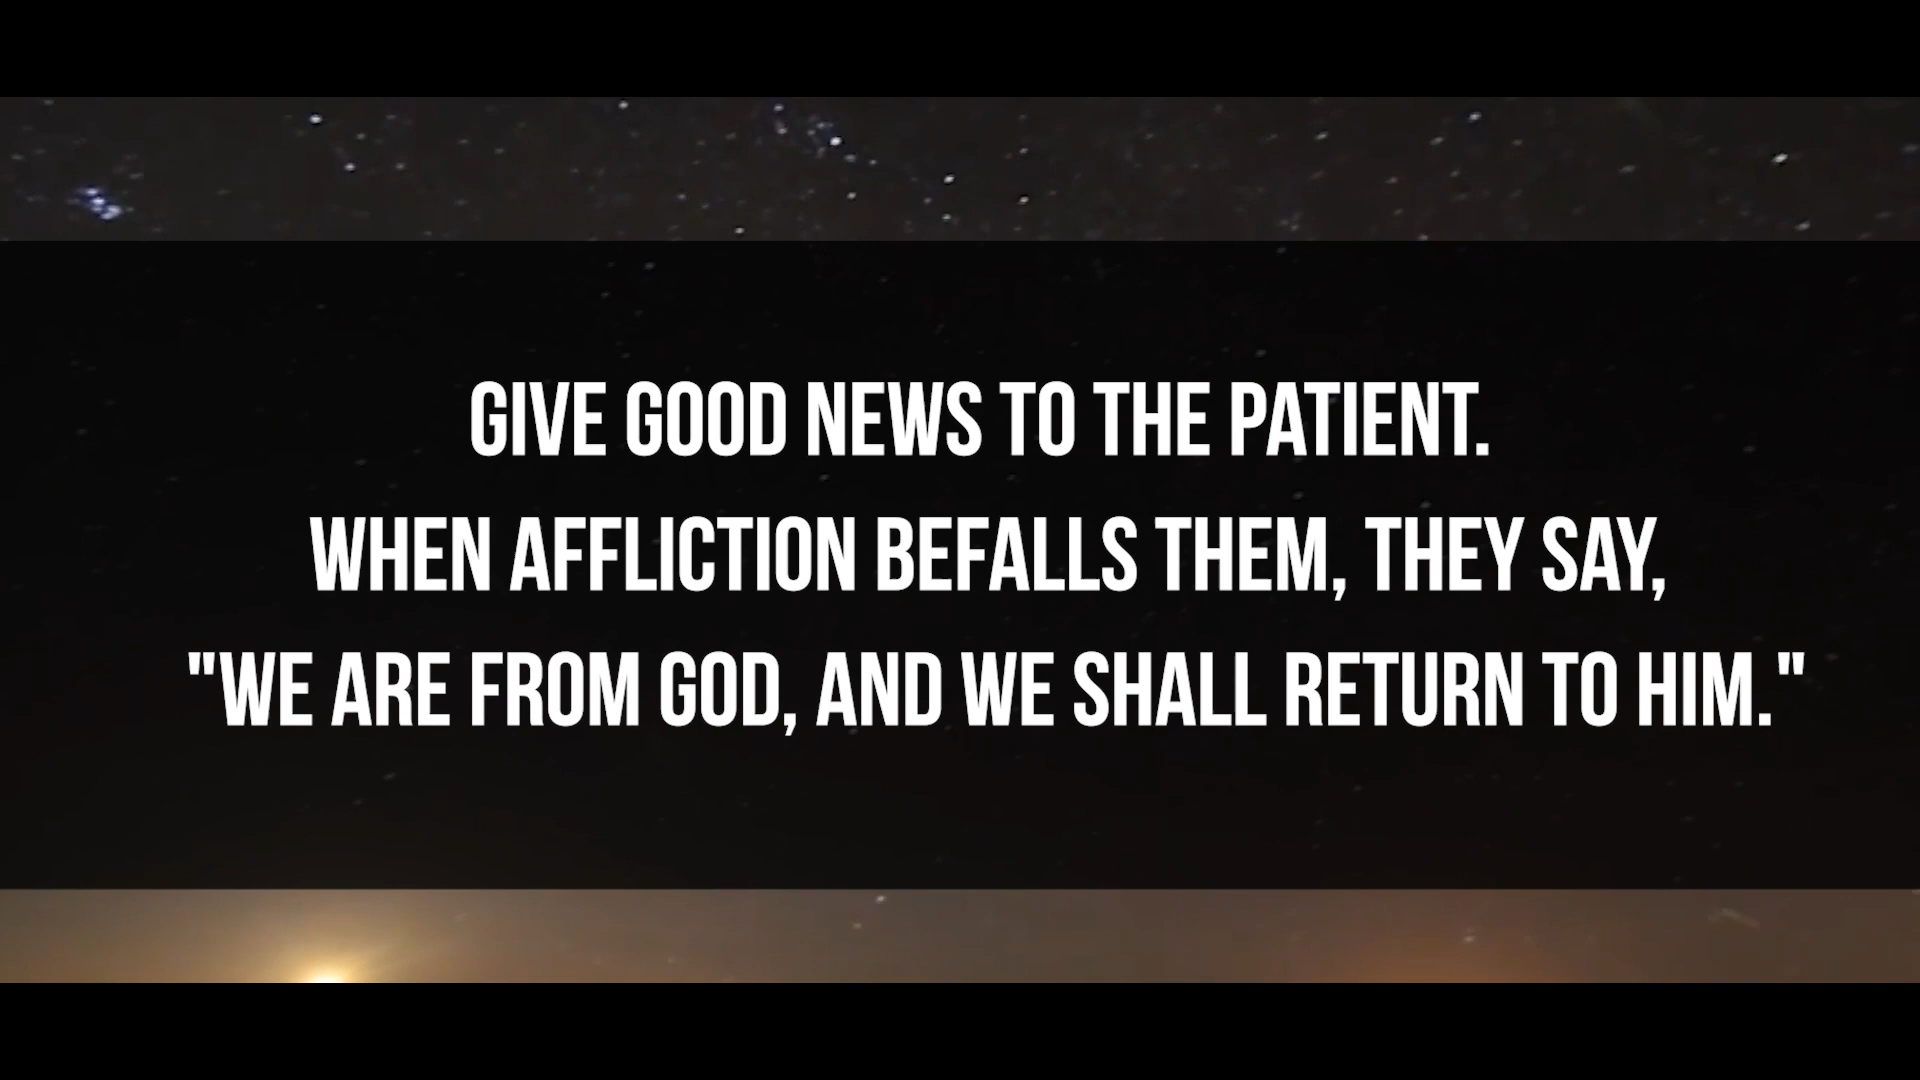 GIVE GOOD NEWS TO THE PATIENT.
WHEN AFFLICTION BEFALLS THEM, THEY SAY,
"WE ARE FROM GOD, AND WE SHALL RETURN TO HIM."